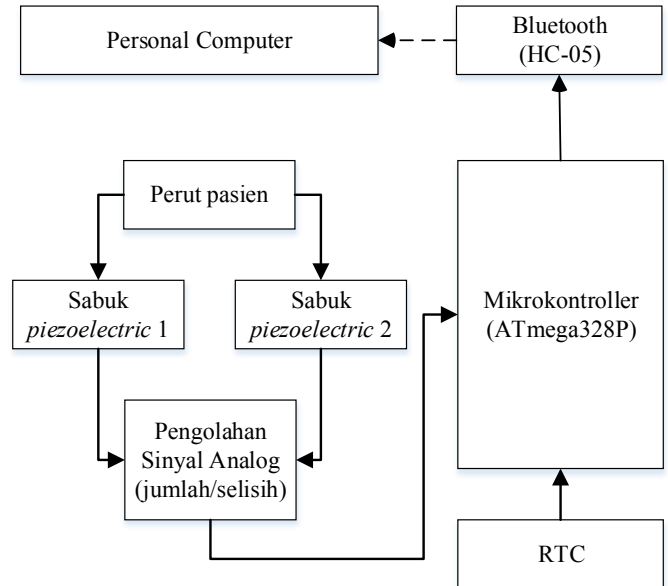 Personal Computer
Bluetooth
(HC-05)
Perut pasien
Sabuk
piezoelectric 1
Sabuk
piezoelectric 2
Mikrokontroller
(ATmega328P)
Pengolahan
Sinyal Analog
(jumlah/selisih)
RTC